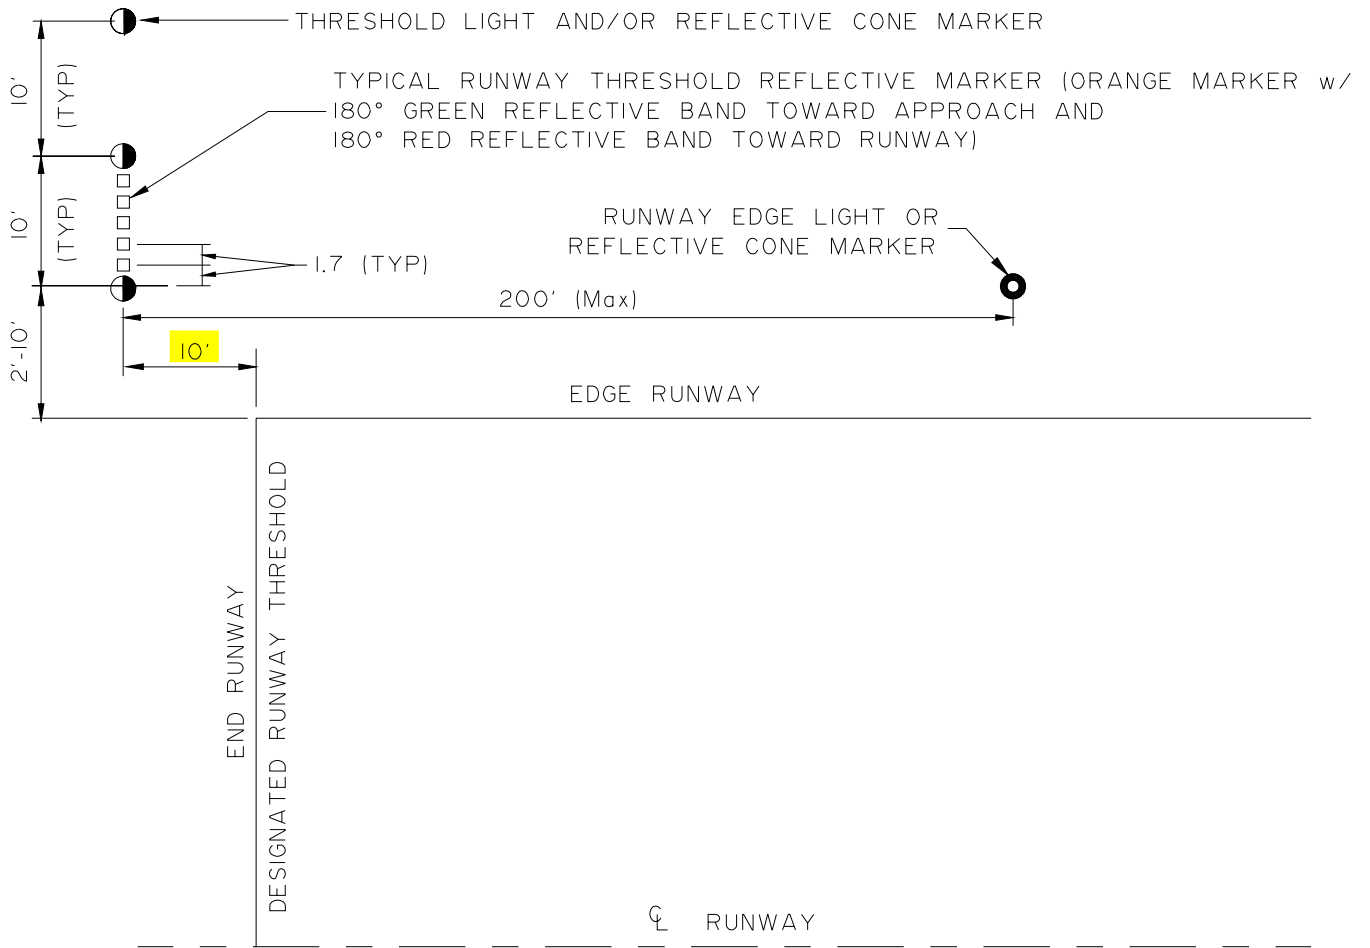 THRESHOLD LIGHT AND/OR REFLECTIVE CONE MARKER
10'
(TYP)
TYPICAL RUNWAY THRESHOLD REFLECTIVE MARKER (ORANGE MARKER w/
180° GREEN REFLECTIVE BAND TOWARD APPROACH AND
180° RED REFLECTIVE BAND TOWARD RUNWAY)
10'
(TYP)
RUNWAY EDGE LIGHT OR
REFLECTIVE CONE MARKER
1.7 (TYP)
200' (Max)
2'-10'
10'
EDGE RUNWAY
END RUNWAY
DESIGNATED RUNWAY THRESHOLD
℄ RUNWAY